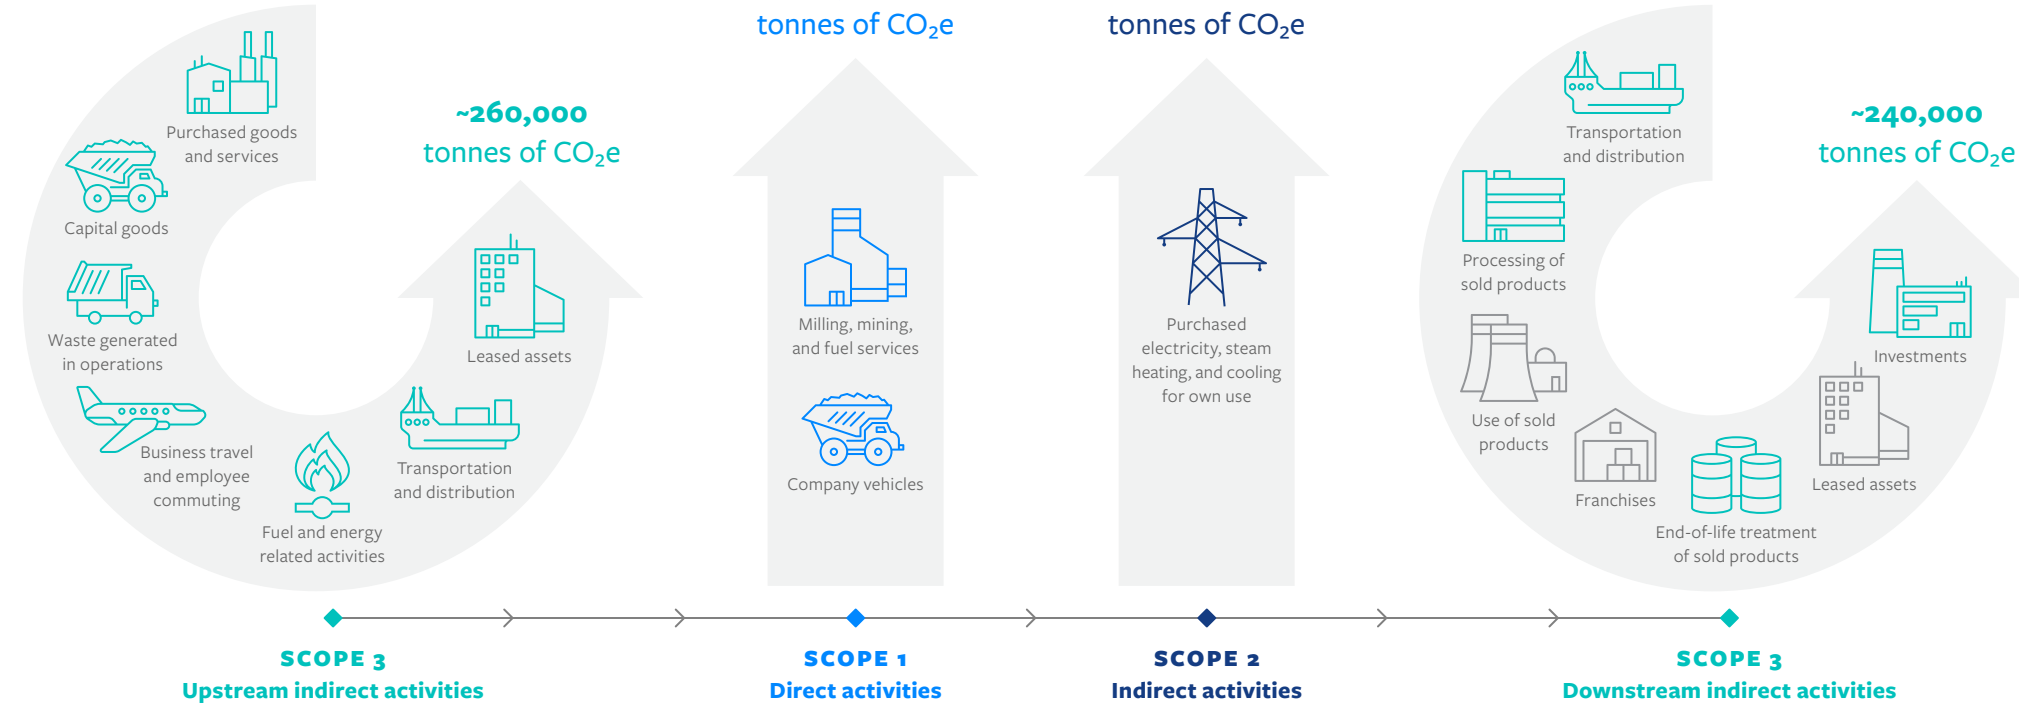 Purchased goods
and services
Capital goods
Waste generated
in operations
Business travel
and employee
commuting
Fuel and energy
related activities
Transportation
and distribution
Leased assets
~260,000
tonnes of CO₂e
SCOPE 3
Upstream indirect activities
tonnes of CO₂e
Milling, mining,
and fuel services
Company vehicles
SCOPE 1
Direct activities
tonnes of CO₂e
Purchased
electricity, steam
heating, and cooling
for own use
SCOPE 2
Indirect activities
Transportation
and distribution
Processing of
sold products
Use of sold
products
Franchises
End-of-life treatment
of sold products
Leased assets
Investments
~240,000
tonnes of CO₂e
SCOPE 3
Downstream indirect activities